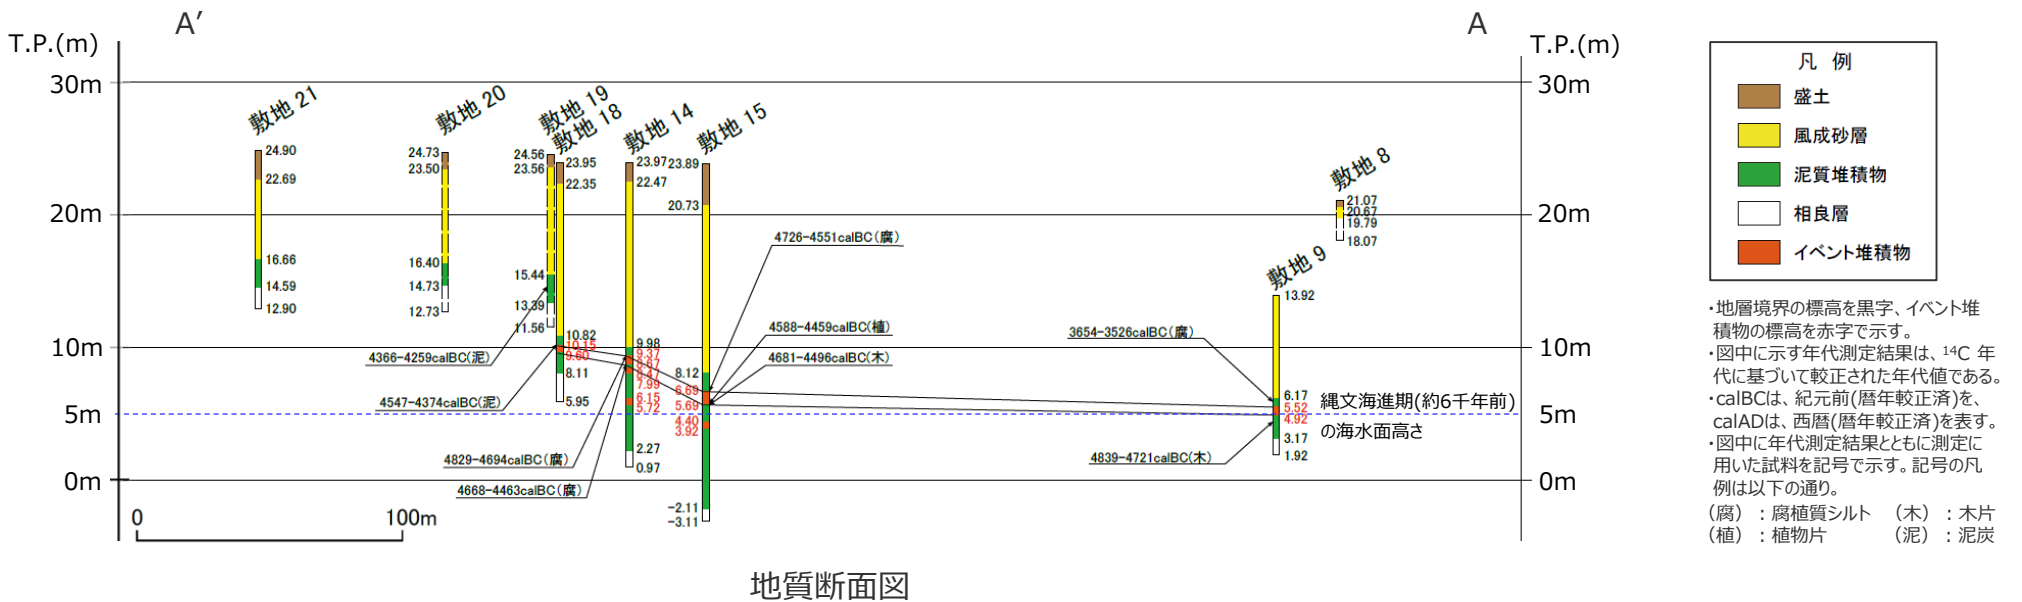 A′
A
T.P.(m)
T.P.(m)
30m
30m
20m
20m
10m
10m
5m
5m
0m
0m
敷地 21
24.90
22.69
16.66
14.59
12.90
敷地 20
24.73
23.50
16.40
14.73
12.73
敷地 19
24.56
23.56
15.44
13.39
11.56
敷地 18
23.95
22.35
10.82
10.15
9.60
8.11
5.95
敷地 14
23.97
22.47
9.98
9.37
8.67
8.47
7.99
6.15
5.72
2.27
0.97
敷地 15
23.89
20.73
8.12
6.69
5.69
4.40
3.92
-2.11
-3.11
敷地 9
13.92
6.17
5.52
4.92
3.17
1.92
敷地 8
21.07
20.67
19.79
18.07
4726-4551calBC(腐)
4588-4459calBC(植)
4681-4496calBC(木)
3654-3526calBC(腐)
4366-4259calBC(泥)
4547-4374calBC(泥)
4829-4694calBC(腐)
4668-4463calBC(腐)
4839-4721calBC(木)
縄文海進期(約6千年前)
の海水面高さ
0
100m
地質断面図
凡 例
盛土
風成砂層
泥質堆積物
相良層
イベント堆積物
・地層境界の標高を黒字、イベント堆
積物の標高を赤字で示す。
・図中に示す年代測定結果は、¹⁴C 年
代に基づいて較正された年代値である。
・calBCは、紀元前(暦年較正済)を、
calADは、西暦(暦年較正済)を表す。
・図中に年代測定結果とともに測定に
用いた試料を記号で示す。記号の凡
例は以下の通り。
（腐）：腐植質シルト （木）：木片
（植）：植物片 （泥）：泥炭